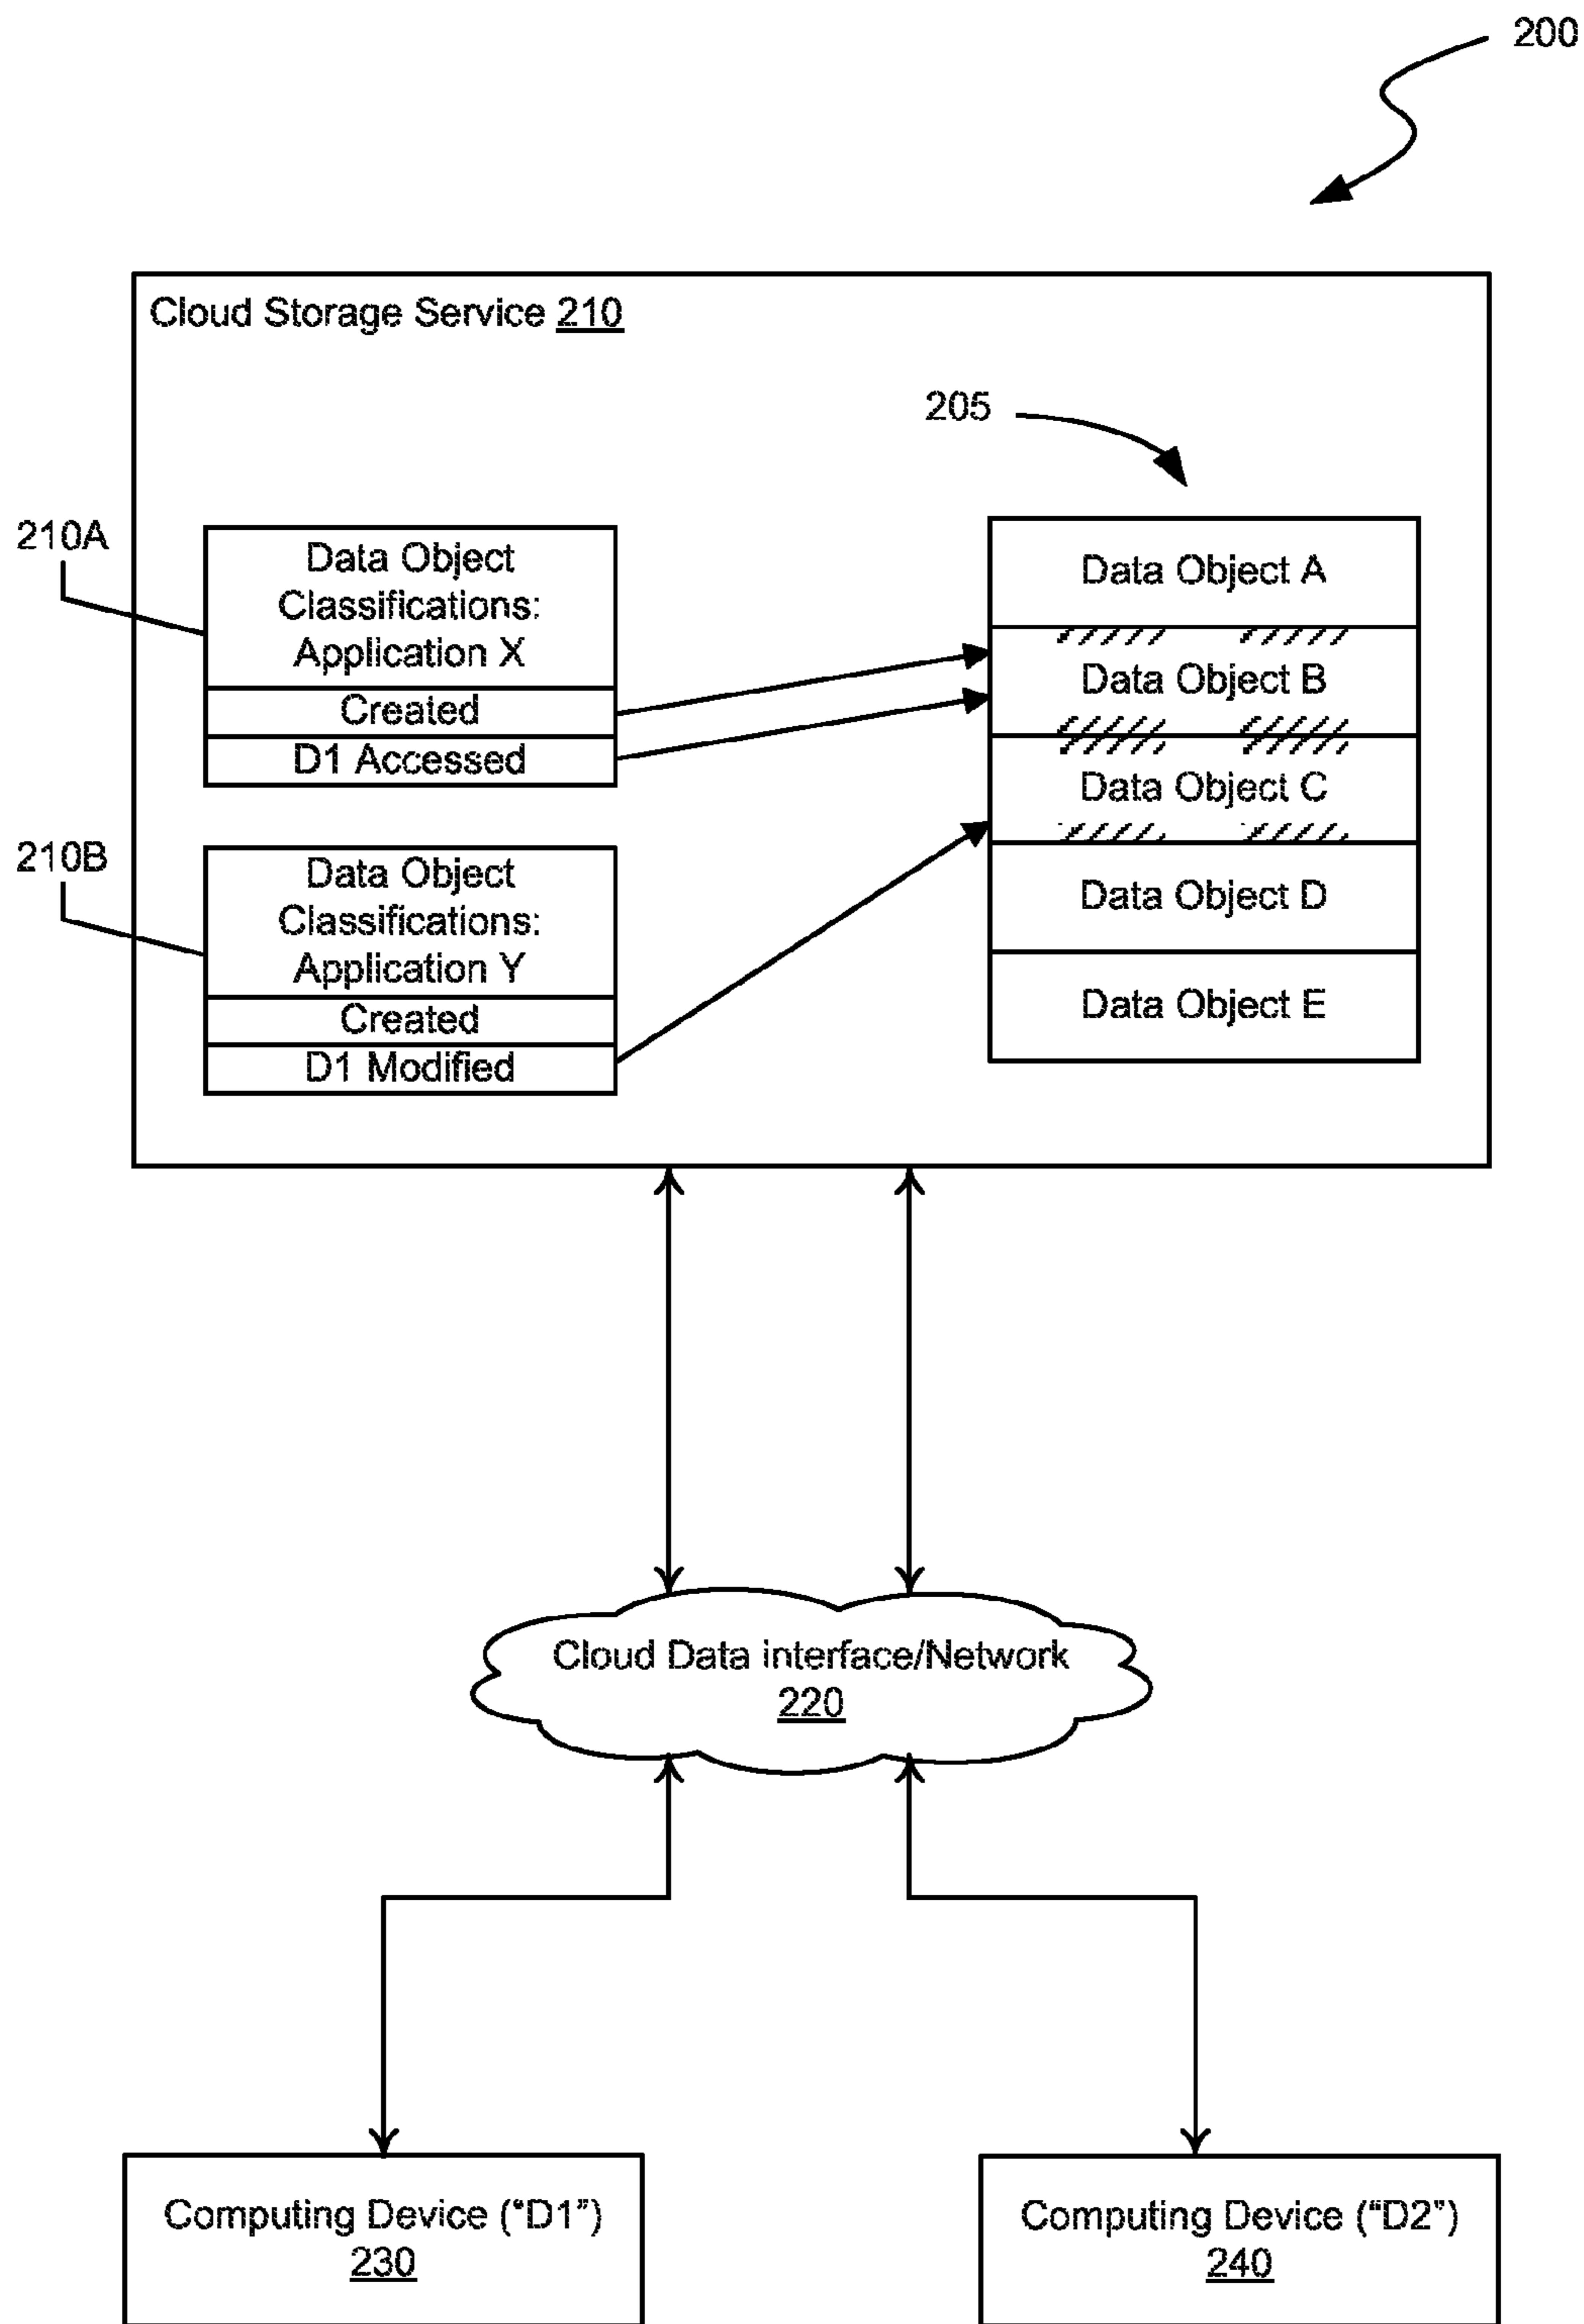 200
Cloud Storage Service 210
205
210A
Data Object
Classifications:
Application X
Created
D1 Accessed
210B
Data Object
Classifications:
Application Y
Created
D1 Modified
Data Object A
Data Object B
Data Object C
Data Object D
Data Object E
Cloud Data interface/Network
220
Computing Device ("D1")
230
Computing Device ("D2")
240